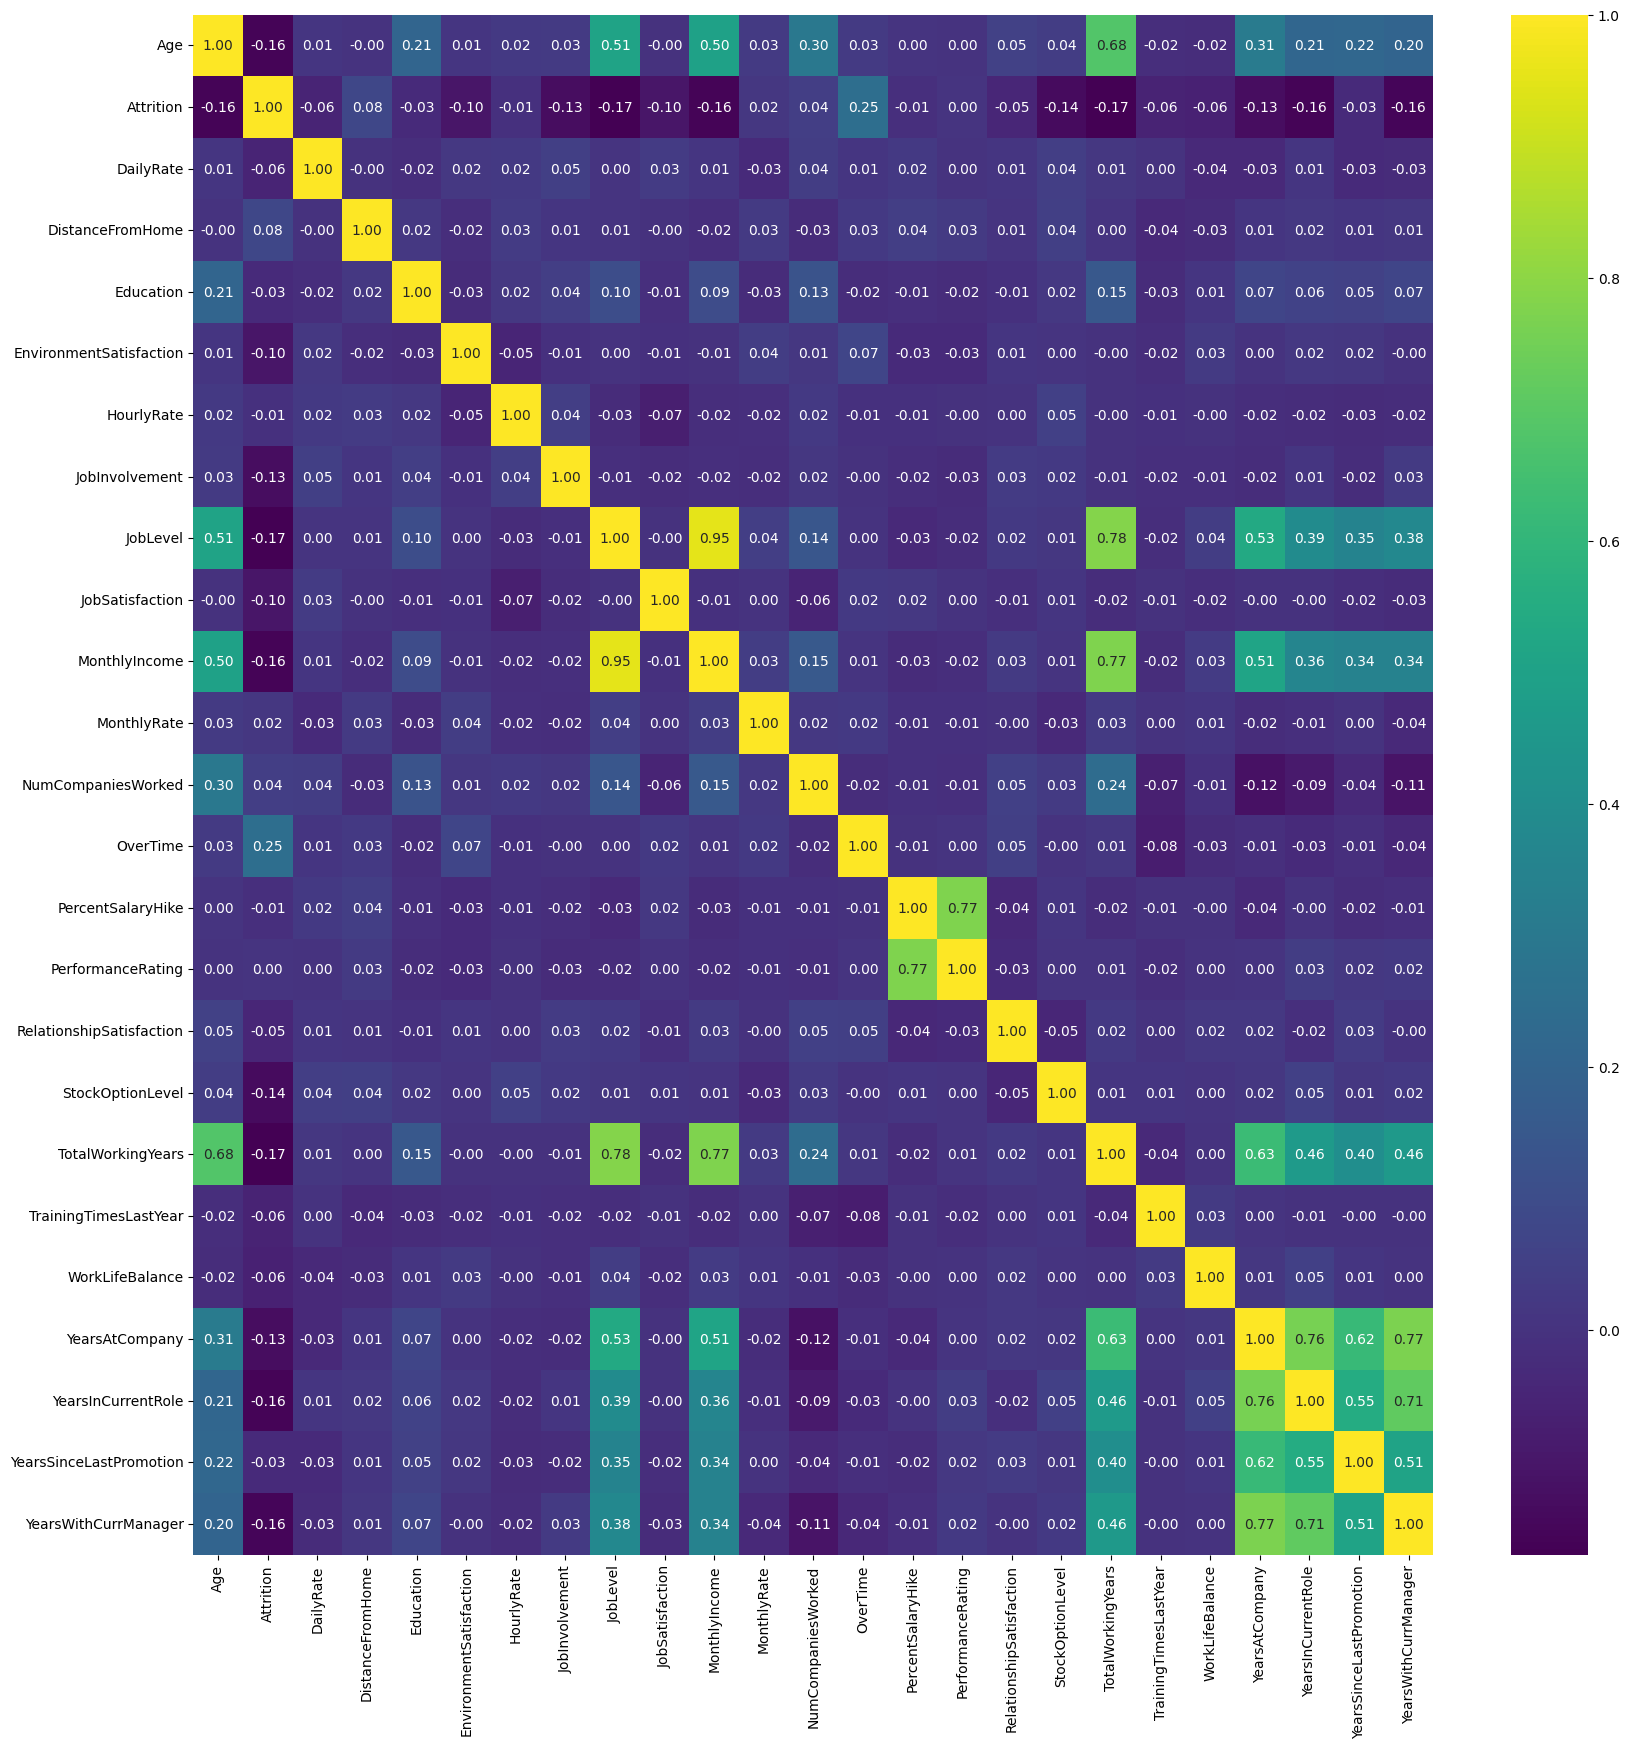 Age 1.00 -0.16 0.01 -0.00 0.21 0.01 0.02 0.03 0.51 -0.00 0.50 0.03 0.30 0.03 0.00 0.00 0.05 0.04 0.68 -0.02 -0.02 0.31 0.21 0.22 0.20
Attrition -0.16 1.00 -0.06 0.08 -0.03 -0.10 -0.01 -0.13 -0.17 -0.10 -0.16 0.02 0.04 0.25 -0.01 0.00 -0.05 -0.14 -0.17 -0.06 -0.06 -0.13 -0.16 -0.03 -0.16
DailyRate 0.01 -0.06 1.00 -0.00 -0.02 0.02 0.02 0.05 0.00 0.03 0.01 -0.03 0.04 0.01 0.02 0.00 0.01 0.04 0.01 0.00 -0.04 -0.03 0.01 -0.03 -0.03
DistanceFromHome -0.00 0.08 -0.00 1.00 0.02 -0.02 0.03 0.01 0.01 -0.00 -0.02 0.03 -0.03 0.03 0.04 0.03 0.01 0.04 0.00 -0.04 -0.03 0.01 0.02 0.01 0.01
Education 0.21 -0.03 -0.02 0.02 1.00 -0.03 0.02 0.04 0.10 -0.01 0.09 -0.03 0.13 -0.02 -0.01 -0.02 -0.01 0.02 0.15 -0.03 0.01 0.07 0.06 0.05 0.07
EnvironmentSatisfaction 0.01 -0.10 0.02 -0.02 -0.03 1.00 -0.05 -0.01 0.00 -0.01 -0.01 0.04 0.01 0.07 -0.03 -0.03 0.01 0.00 -0.00 -0.02 0.03 0.00 0.02 0.02 -0.00
HourlyRate 0.02 -0.01 0.02 0.03 0.02 -0.05 1.00 0.04 -0.03 -0.07 -0.02 -0.02 0.02 -0.01 -0.01 -0.00 0.00 0.05 -0.00 -0.01 -0.00 -0.02 -0.02 -0.03 -0.02
JobInvolvement 0.03 -0.13 0.05 0.01 0.04 -0.01 0.04 1.00 -0.01 -0.02 -0.02 -0.02 0.02 -0.00 -0.02 -0.03 0.03 0.02 -0.01 -0.02 -0.01 -0.02 0.01 -0.02 0.03
JobLevel 0.51 -0.17 0.00 0.01 0.10 0.00 -0.03 -0.01 1.00 -0.00 0.95 0.04 0.14 0.00 -0.03 -0.02 0.02 0.01 0.78 -0.02 0.04 0.53 0.39 0.35 0.38
JobSatisfaction -0.00 -0.10 0.03 -0.00 -0.01 -0.01 -0.07 -0.02 -0.00 1.00 -0.01 0.00 -0.06 0.02 0.02 0.00 -0.01 0.01 -0.02 -0.01 -0.02 -0.00 -0.00 -0.02 -0.03
MonthlyIncome 0.50 -0.16 0.01 -0.02 0.09 -0.01 -0.02 -0.02 0.95 -0.01 1.00 0.03 0.15 0.01 -0.03 -0.02 0.03 0.01 0.77 -0.02 0.03 0.51 0.36 0.34 0.34
MonthlyRate 0.03 0.02 -0.03 0.03 -0.03 0.04 -0.02 -0.02 0.04 0.00 0.03 1.00 0.02 0.02 -0.01 -0.01 -0.00 -0.03 0.03 0.00 0.01 -0.02 -0.01 0.00 -0.04
NumCompaniesWorked 0.30 0.04 0.04 -0.03 0.13 0.01 0.02 0.02 0.14 -0.06 0.15 0.02 1.00 -0.02 -0.01 -0.01 0.05 0.03 0.24 -0.07 -0.01 -0.12 -0.09 -0.04 -0.11
OverTime 0.03 0.25 0.01 0.03 -0.02 0.07 -0.01 -0.00 0.00 0.02 0.01 0.02 -0.02 1.00 -0.01 0.00 0.05 -0.00 0.01 -0.08 -0.03 -0.01 -0.03 -0.01 -0.04
PercentSalaryHike 0.00 -0.01 0.02 0.04 -0.01 -0.03 -0.01 -0.02 -0.03 0.02 -0.03 -0.01 -0.01 -0.01 1.00 0.77 -0.04 0.01 -0.02 -0.01 -0.00 -0.04 -0.00 -0.02 -0.01
PerformanceRating 0.00 0.00 0.00 0.03 -0.02 -0.03 -0.00 -0.03 -0.02 0.00 -0.02 -0.01 -0.01 0.00 0.77 1.00 -0.03 0.00 0.01 -0.02 0.00 0.00 0.03 0.02 0.02
RelationshipSatisfaction 0.05 -0.05 0.01 0.01 -0.01 0.01 0.00 0.03 0.02 -0.01 0.03 -0.00 0.05 0.05 -0.04 -0.03 1.00 -0.05 0.02 0.00 0.02 0.02 -0.02 0.03 -0.00
StockOptionLevel 0.04 -0.14 0.04 0.04 0.02 0.00 0.05 0.02 0.01 0.01 0.01 -0.03 0.03 -0.00 0.01 0.00 -0.05 1.00 0.01 0.01 0.00 0.02 0.05 0.01 0.02
TotalWorkingYears 0.68 -0.17 0.01 0.00 0.15 -0.00 -0.00 -0.01 0.78 -0.02 0.77 0.03 0.24 0.01 -0.02 0.01 0.02 0.01 1.00 -0.04 0.00 0.63 0.46 0.40 0.46
TrainingTimesLastYear -0.02 -0.06 0.00 -0.04 -0.03 -0.02 -0.01 -0.02 -0.02 -0.01 -0.02 0.00 -0.07 -0.08 -0.01 -0.02 0.00 0.01 -0.04 1.00 0.03 0.00 -0.01 -0.00 -0.00
WorkLifeBalance -0.02 -0.06 -0.04 -0.03 0.01 0.03 -0.00 -0.01 0.04 -0.02 0.03 0.01 -0.01 -0.03 -0.00 0.00 0.02 0.00 0.00 0.03 1.00 0.01 0.05 0.01 0.00
YearsAtCompany 0.31 -0.13 -0.03 0.01 0.07 0.00 -0.02 -0.02 0.53 -0.00 0.51 -0.02 -0.12 -0.01 -0.04 0.00 0.02 0.02 0.63 0.00 0.01 1.00 0.76 0.62 0.77
YearsInCurrentRole 0.21 -0.16 0.01 0.02 0.06 0.02 -0.02 0.01 0.39 -0.00 0.36 -0.01 -0.09 -0.03 -0.00 0.03 -0.02 0.05 0.46 -0.01 0.05 0.76 1.00 0.55 0.71
YearsSinceLastPromotion 0.22 -0.03 -0.03 0.01 0.05 0.02 -0.03 -0.02 0.35 -0.02 0.34 0.00 -0.04 -0.01 -0.02 0.02 0.03 0.01 0.40 -0.00 0.01 0.62 0.55 1.00 0.51
YearsWithCurrManager 0.20 -0.16 -0.03 0.01 0.07 -0.00 -0.02 0.03 0.38 -0.03 0.34 -0.04 -0.11 -0.04 -0.01 0.02 -0.00 0.02 0.46 -0.00 0.00 0.77 0.71 0.51 1.00
Age
Attrition
DailyRate
DistanceFromHome
Education
EnvironmentSatisfaction
HourlyRate
JobInvolvement
JobLevel
JobSatisfaction
MonthlyIncome
MonthlyRate
NumCompaniesWorked
OverTime
PercentSalaryHike
PerformanceRating
RelationshipSatisfaction
StockOptionLevel
TotalWorkingYears
TrainingTimesLastYear
WorkLifeBalance
YearsAtCompany
YearsInCurrentRole
YearsSinceLastPromotion
YearsWithCurrManager
1.0
0.8
0.6
0.4
0.2
0.0